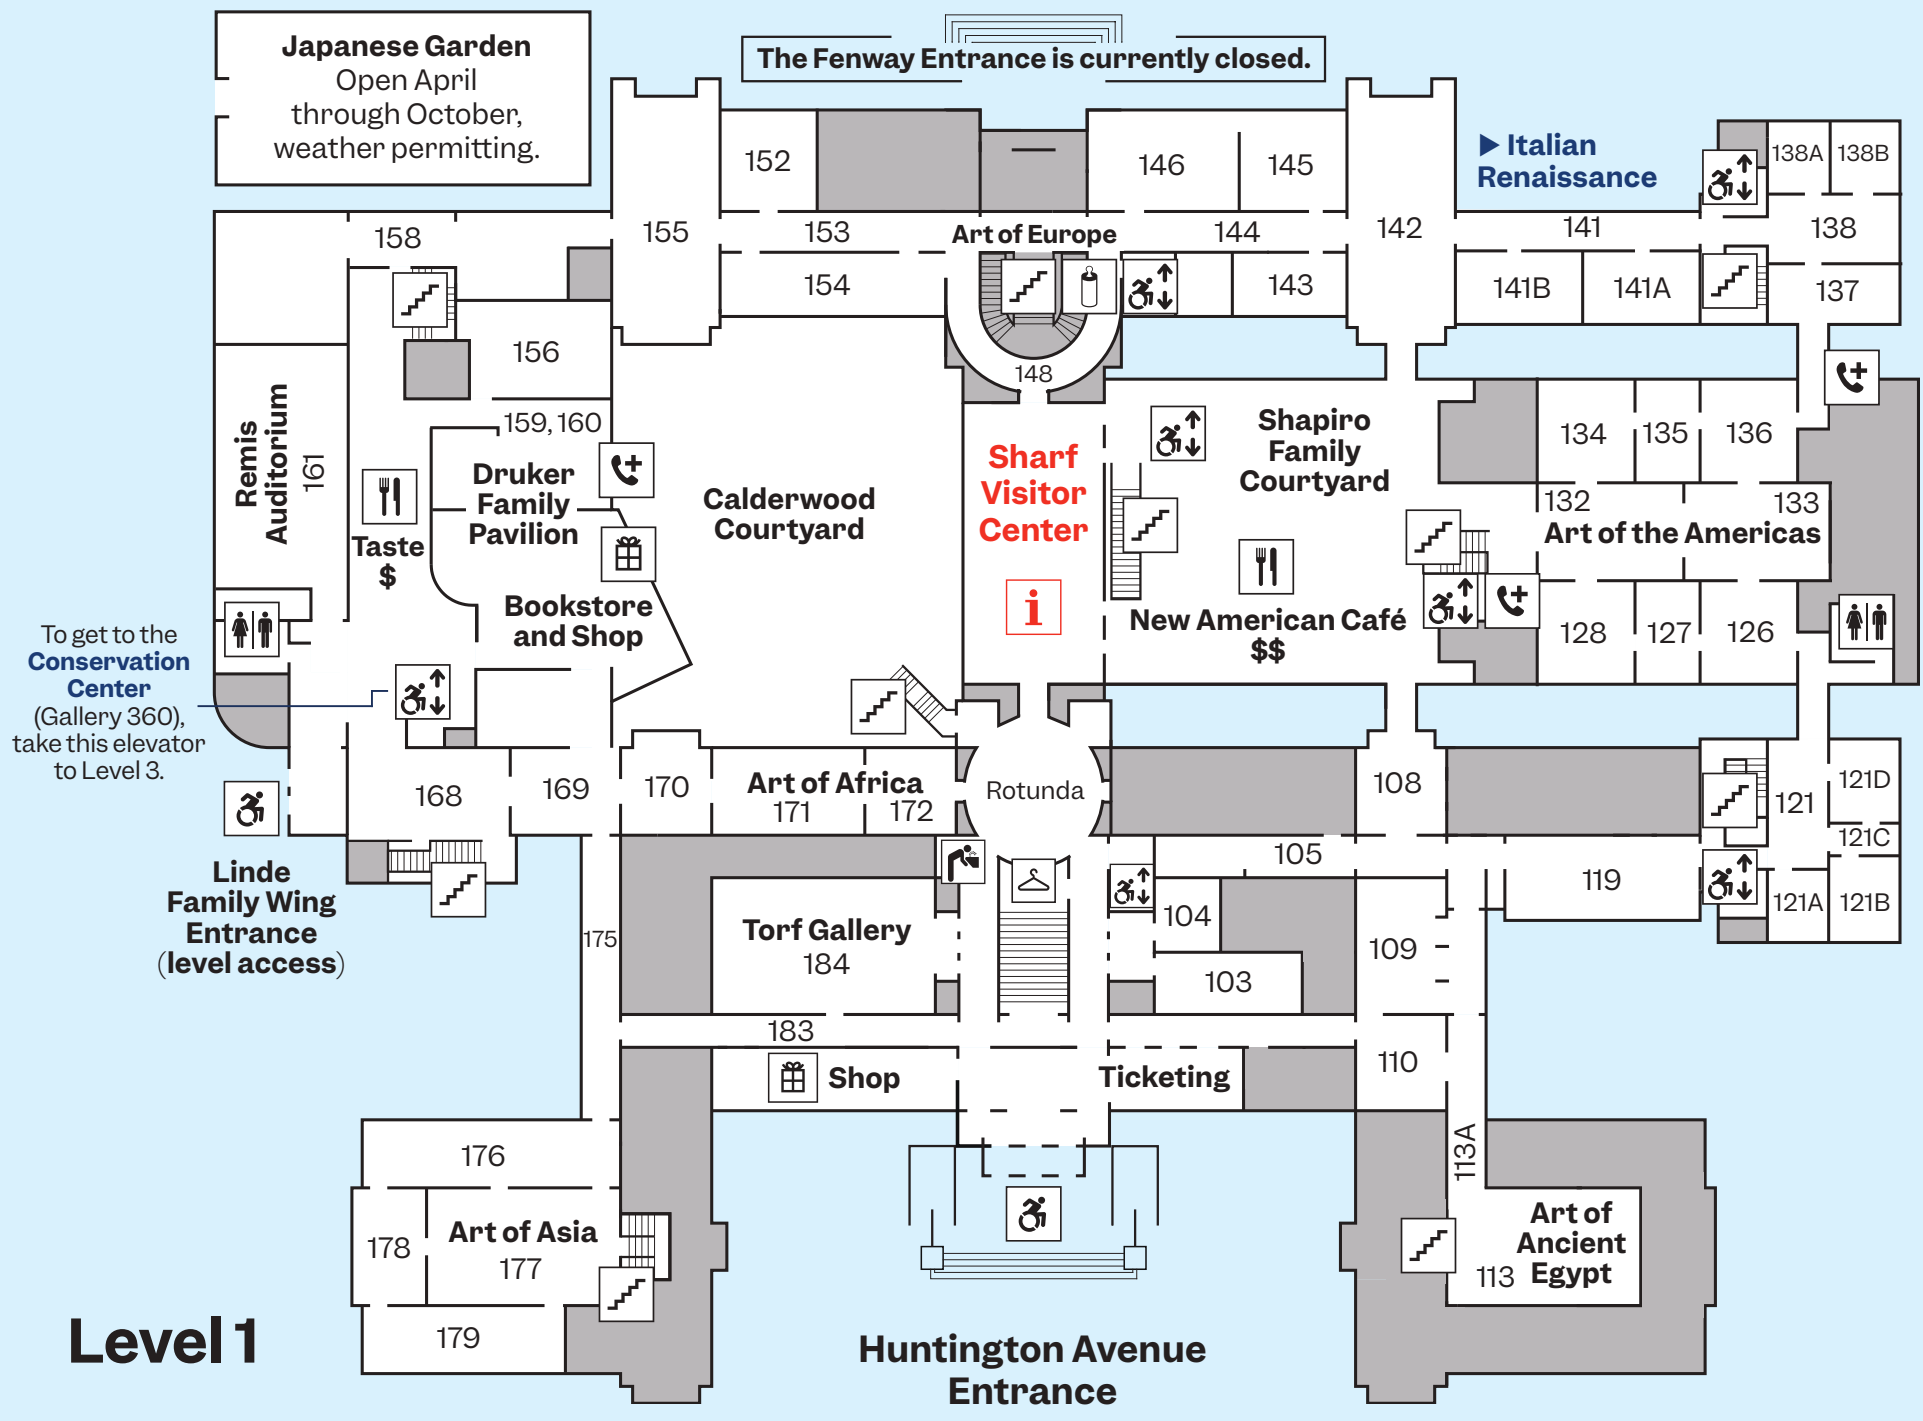 Japanese Garden
Open April
through October,
weather permitting.
The Fenway Entrance is currently closed.
▶ Italian
Renaissance
152
146
145
138A
138B
158
155
153
Art of Europe
144
142
141
138
154
143
141B
141A
137
156
148
159, 160
Remis
Auditorium
161
Druker
Family
Pavilion
Taste
$
Calderwood
Courtyard
Sharf
Visitor
Center
i
Shapiro
Family
Courtyard
134
135
136
132
133
Art of the Americas
Bookstore
and Shop
New American Café
$$
128
127
126
To get to the
Conservation
Center
(Gallery 360),
take this elevator
to Level 3.
168
169
170
Art of Africa
171
172
Rotunda
108
121
121D
121C
105
119
121A
121B
Linde
Family Wing
Entrance
(level access)
175
Torf Gallery
184
104
103
109
183
Shop
Ticketing
110
113A
176
178
Art of Asia
177
179
Art of
Ancient
Egypt
113
Level 1
Huntington Avenue
Entrance